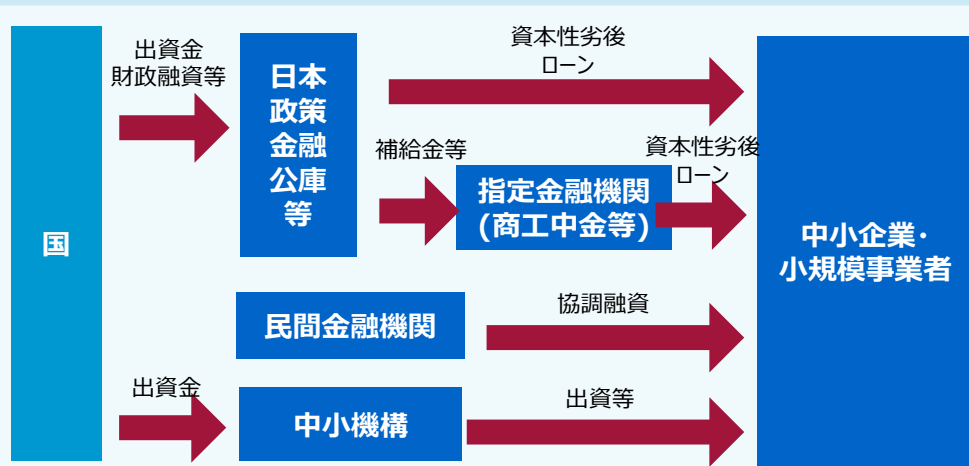 国
出資金
財政融資等
日本
政策
金融
公庫
等
資本性劣後
ローン
補給金等
指定金融機関
(商工中金等)
資本性劣後
ローン
民間金融機関
協調融資
出資金
中小機構
出資等
中小企業･
小規模事業者